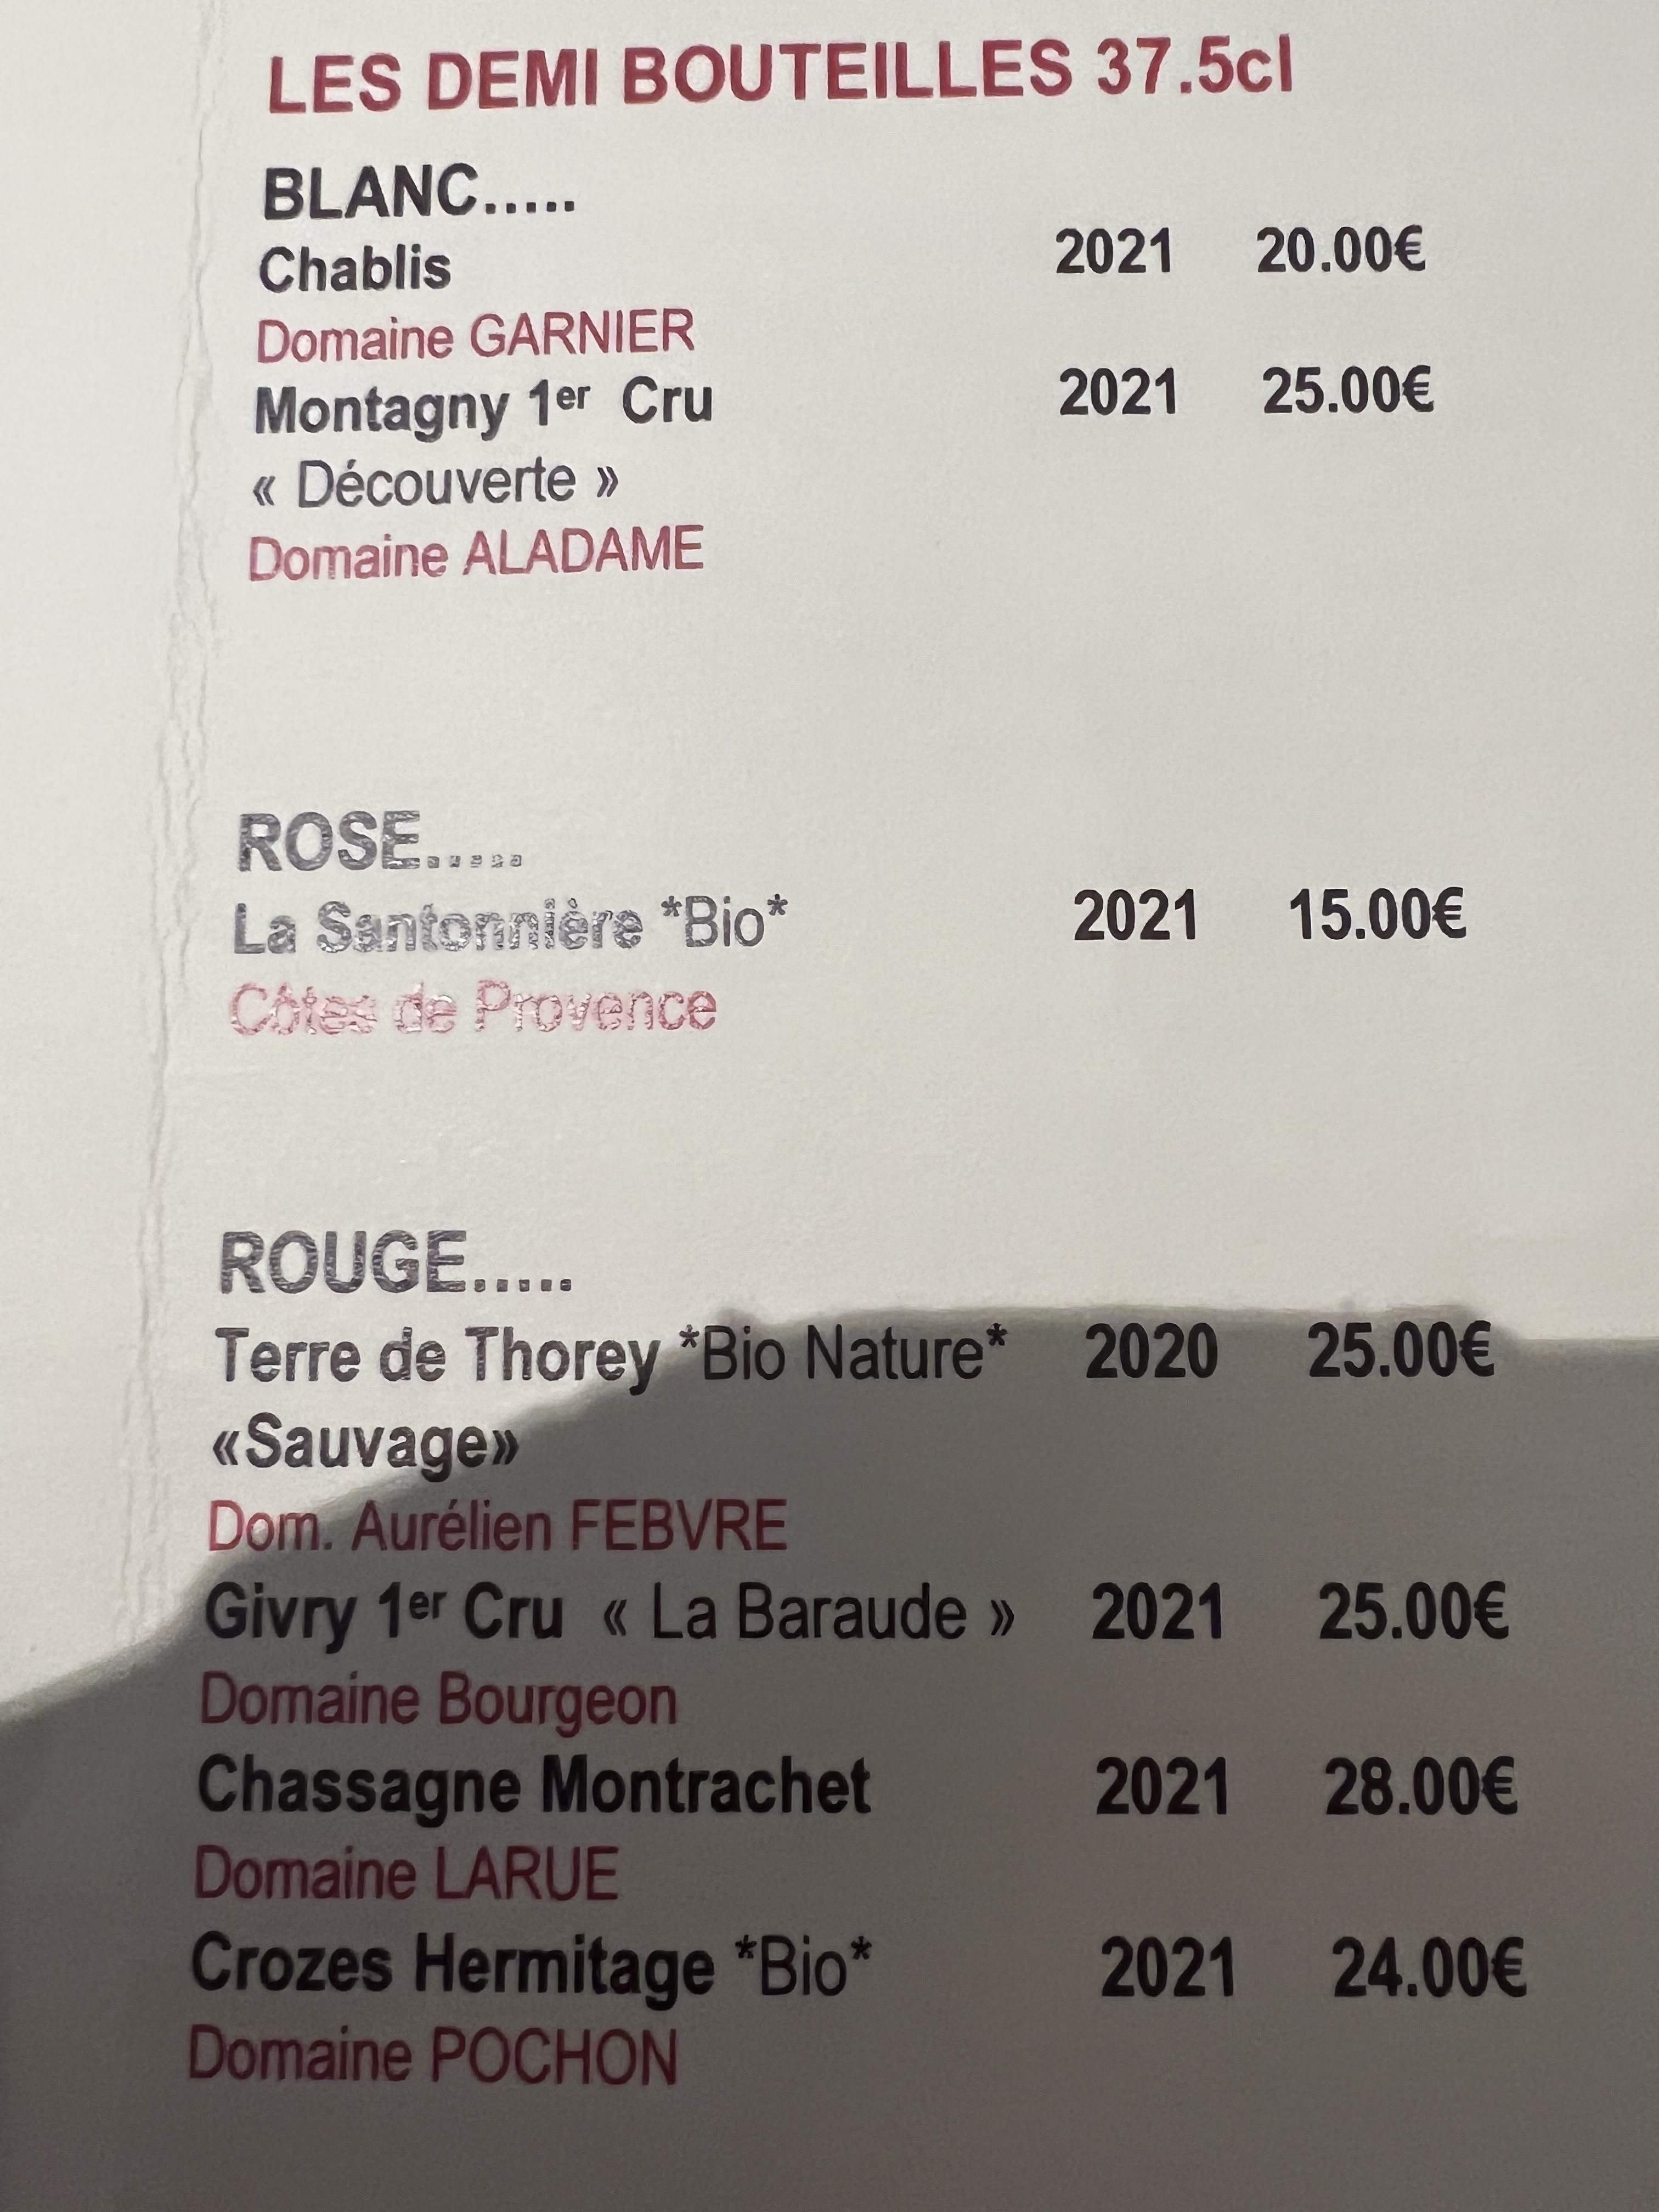 LES DEMI BOUTEILLES 37.5cl
BLANC.....
Chablis 2021 20.00€
Domaine GARNIER
Montagny 1er Cru 2021 25.00€
« Découverte »
Domaine ALADAME
ROSE.....
La Santonnière *Bio* 2021 15.00€
Côtes de Provence
ROUGE.....
Terre de Thorey *Bio Nature* 2020 25.00€
«Sauvage»
Dom. Aurélien FEBVRE
Givry 1er Cru « La Baraude » 2021 25.00€
Domaine Bourgeon
Chassagne Montrachet 2021 28.00€
Domaine LARUE
Crozes Hermitage *Bio* 2021 24.00€
Domaine POCHON